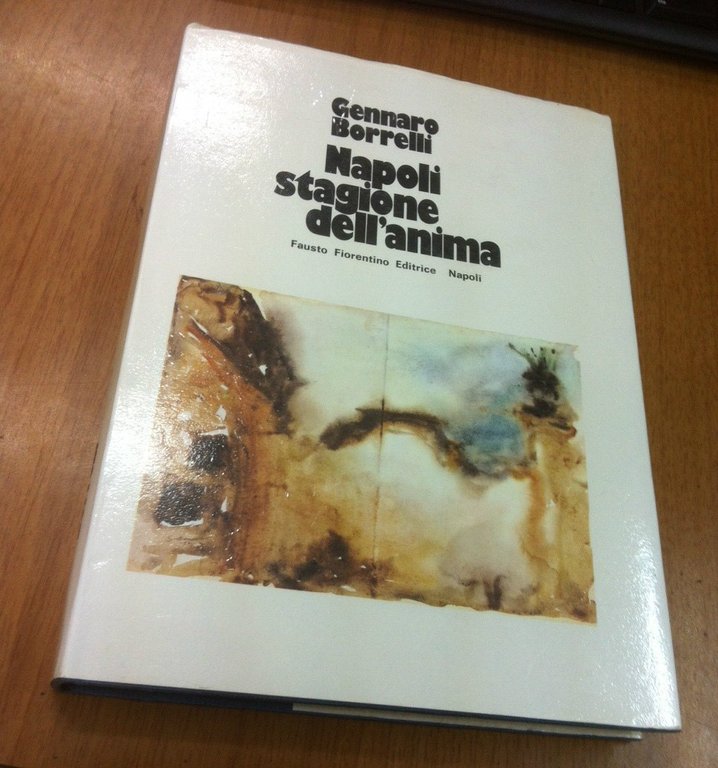 Gennaro
Borrelli
Napoli
stagione
dell'anima
Fausto Fiorentino Editrice Napoli